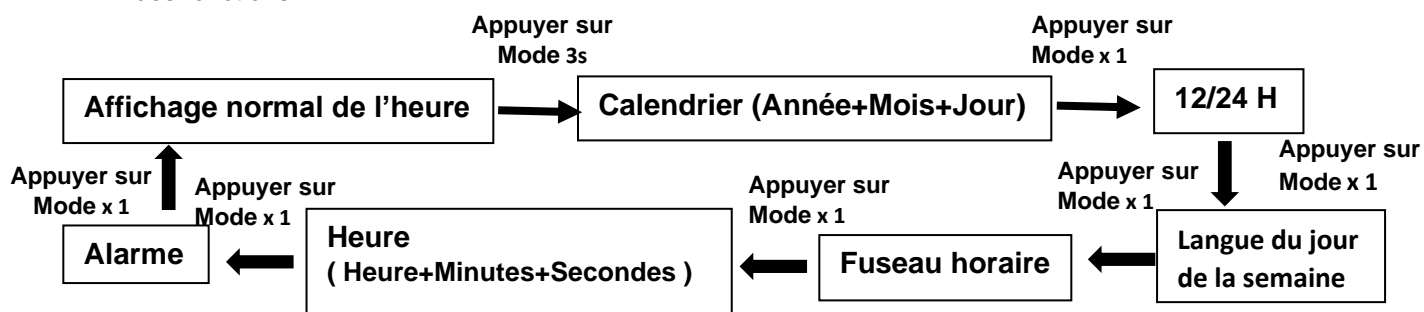 Appuyer sur
Mode 3s
Appuyer sur
Mode x 1
Affichage normal de l’heure
Calendrier (Année+Mois+Jour)
12/24 H
Appuyer sur
Mode x 1
Appuyer sur
Mode x 1
Appuyer sur
Mode x 1
Appuyer sur
Mode x 1
Appuyer sur
Mode x 1
Alarme
Heure
( Heure+Minutes+Secondes )
Fuseau horaire
Langue du jour
de la semaine